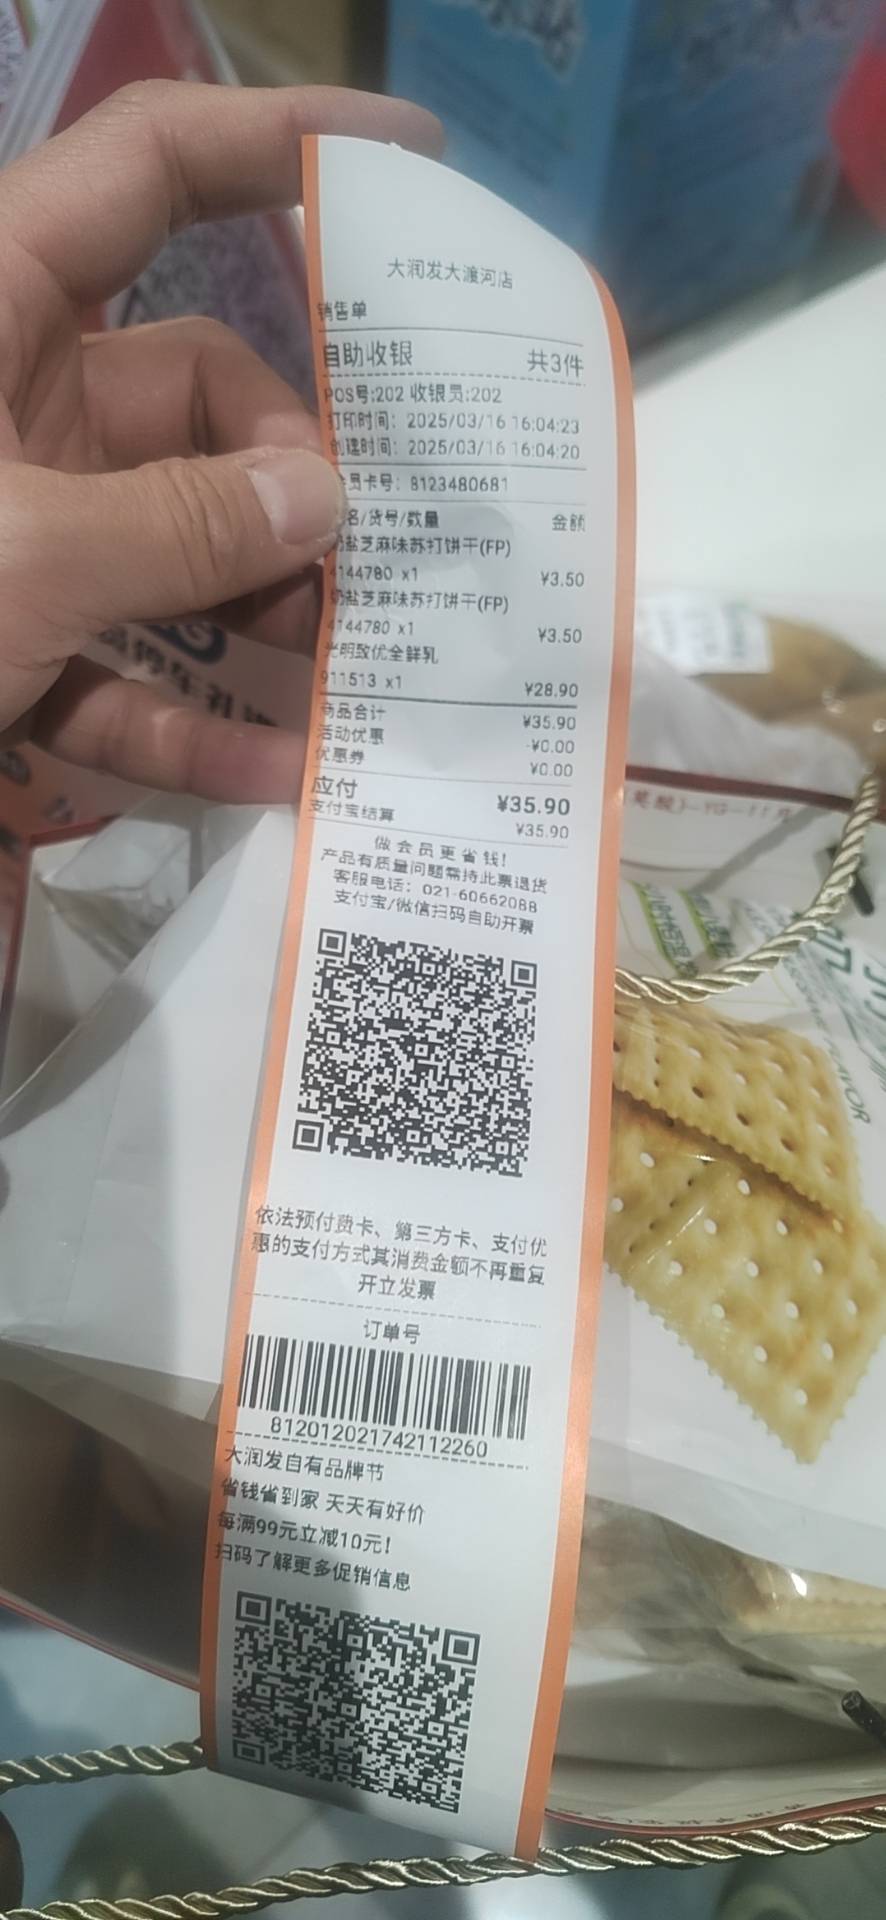 大润发大渡河店
销售单
自助收银 共3件
POS号:202 收银员:202
打印时间: 2025/03/16 16:04:23
创建时间: 2025/03/16 16:04:20
员卡号: 8123480681
名/货号/数量 金额
奶盐芝麻味苏打饼干(FP)
4144780 x1 ¥3.50
奶盐芝麻味苏打饼干(FP)
4144780 x1 ¥3.50
光明致优全鲜乳
911513 x1 ¥28.90
商品合计 ¥35.90
活动优惠 -¥0.00
优惠券 ¥0.00
应付 ¥35.90
支付宝结算 ¥35.90
做会员更省钱!
产品有质量问题需持此票退货
客服电话: 021-60662088
支付宝/微信扫码自助开票
依法预付费卡、第三方卡、支付优
惠的支付方式其消费金额不再重复
开立发票
订单号
812012021742112260
大润发自有品牌节
省钱省到家 天天有好价
每满99元立减10元!
扫码了解更多促销信息